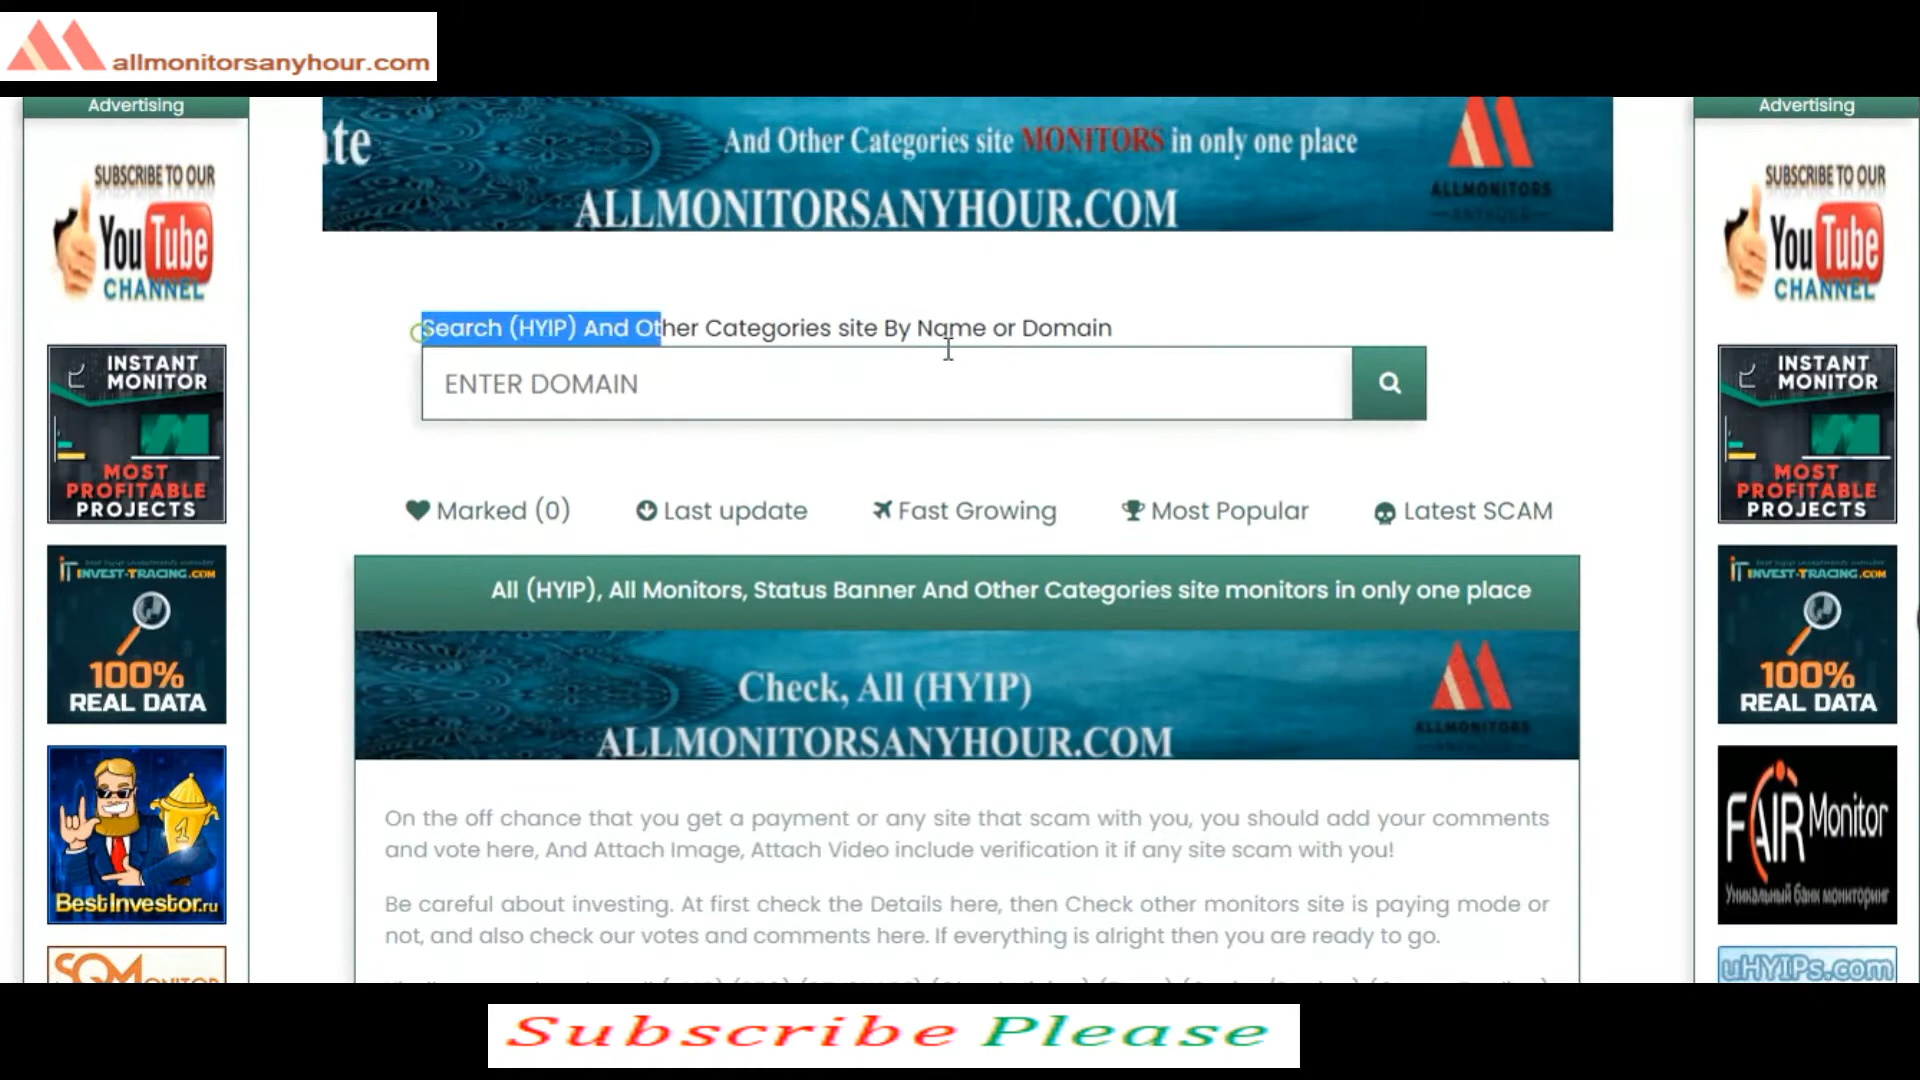 allmonitorsanyhour.com
Advertising
SUBSCRIBE TO OUR
YouTube
CHANNEL
INSTANT
MONITOR
MOST
PROFITABLE
PROJECTS
INVEST-TRACING.COM
100%
REAL DATA
BestInvestor.ru
SQMONITOR
ate
And Other Categories site MONITORS in only one place
ALLMONITORSANYHOUR.COM
ALLMONITORS
ANYHOUR
Search (HYIP) And Other Categories site By Name or Domain
ENTER DOMAIN
Marked (0)
Last update
Fast Growing
Most Popular
Latest SCAM
All (HYIP), All Monitors, Status Banner And Other Categories site monitors in only one place
Check, All (HYIP)
ALLMONITORSANYHOUR.COM
ALLMONITORS
On the off chance that you get a payment or any site that scam with you, you should add your comments
and vote here, And Attach Image, Attach Video include verification it if any site scam with you!
Be careful about investing. At first check the Details here, then Check other monitors site is paying mode or
not, and also check our votes and comments here. If everything is alright then you are ready to go.
Advertising
SUBSCRIBE TO OUR
YouTube
CHANNEL
INSTANT
MONITOR
MOST
PROFITABLE
PROJECTS
INVEST-TRACING.COM
100%
REAL DATA
FAIR Monitor
Уникальный банк мониторинг
uHYIPs.com
Subscribe Please